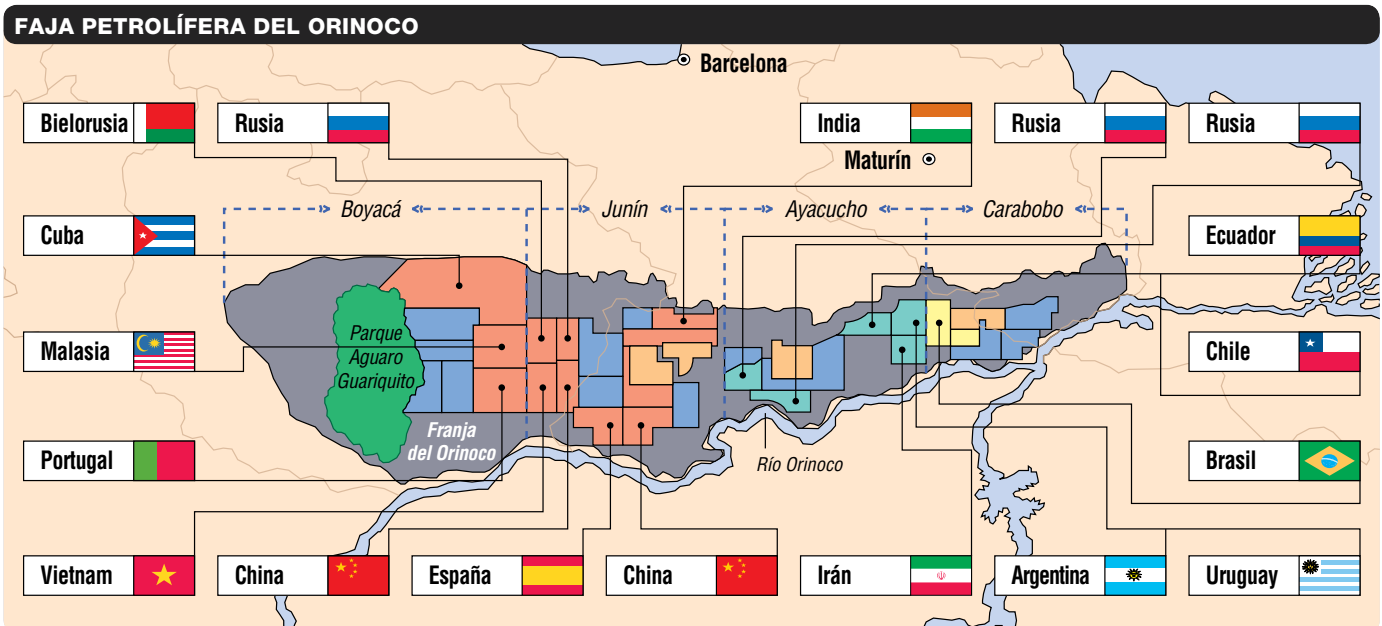 FAJA PETROLÍFERA DEL ORINOCO
Barcelona
Bielorusia
Rusia
India
Rusia
Rusia
Maturín
Boyacá
Junín
Ayacucho
Carabobo
Cuba
Ecuador
Malasia
Parque
Aguaro
Guariquito
Chile
Franja
del Orinoco
Portugal
Río Orinoco
Brasil
Vietnam
China
España
China
Irán
Argentina
Uruguay